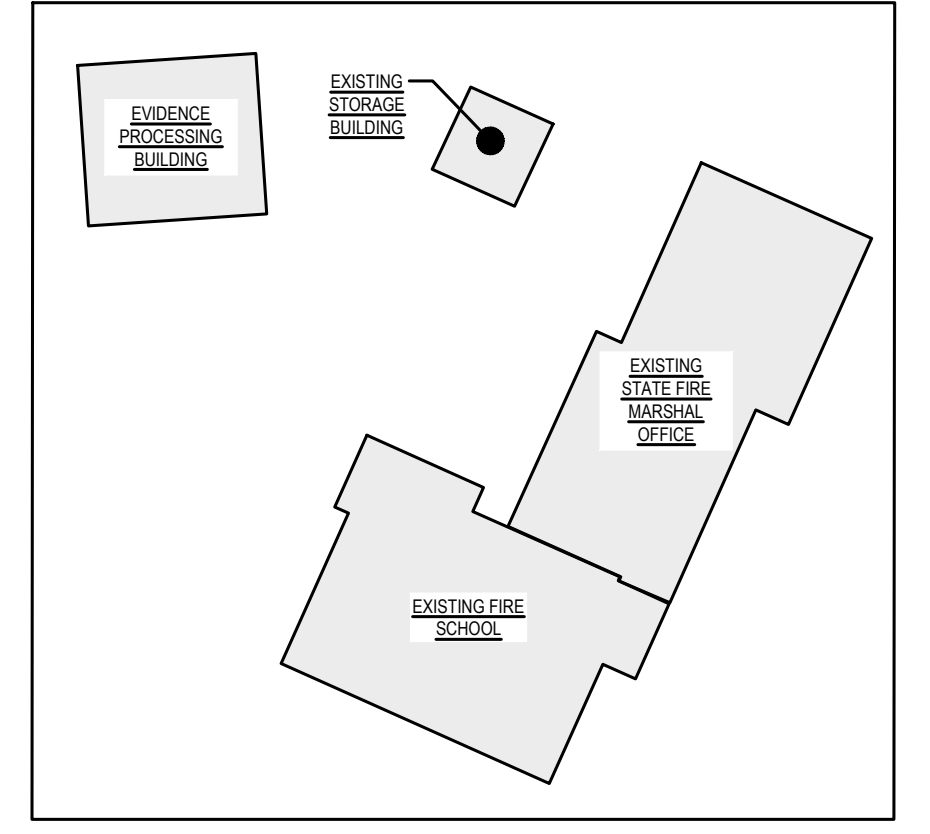 EVIDENCE
PROCESSING
BUILDING
EXISTING
STORAGE
BUILDING
EXISTING
STATE FIRE
MARSHAL
OFFICE
EXISTING FIRE
SCHOOL